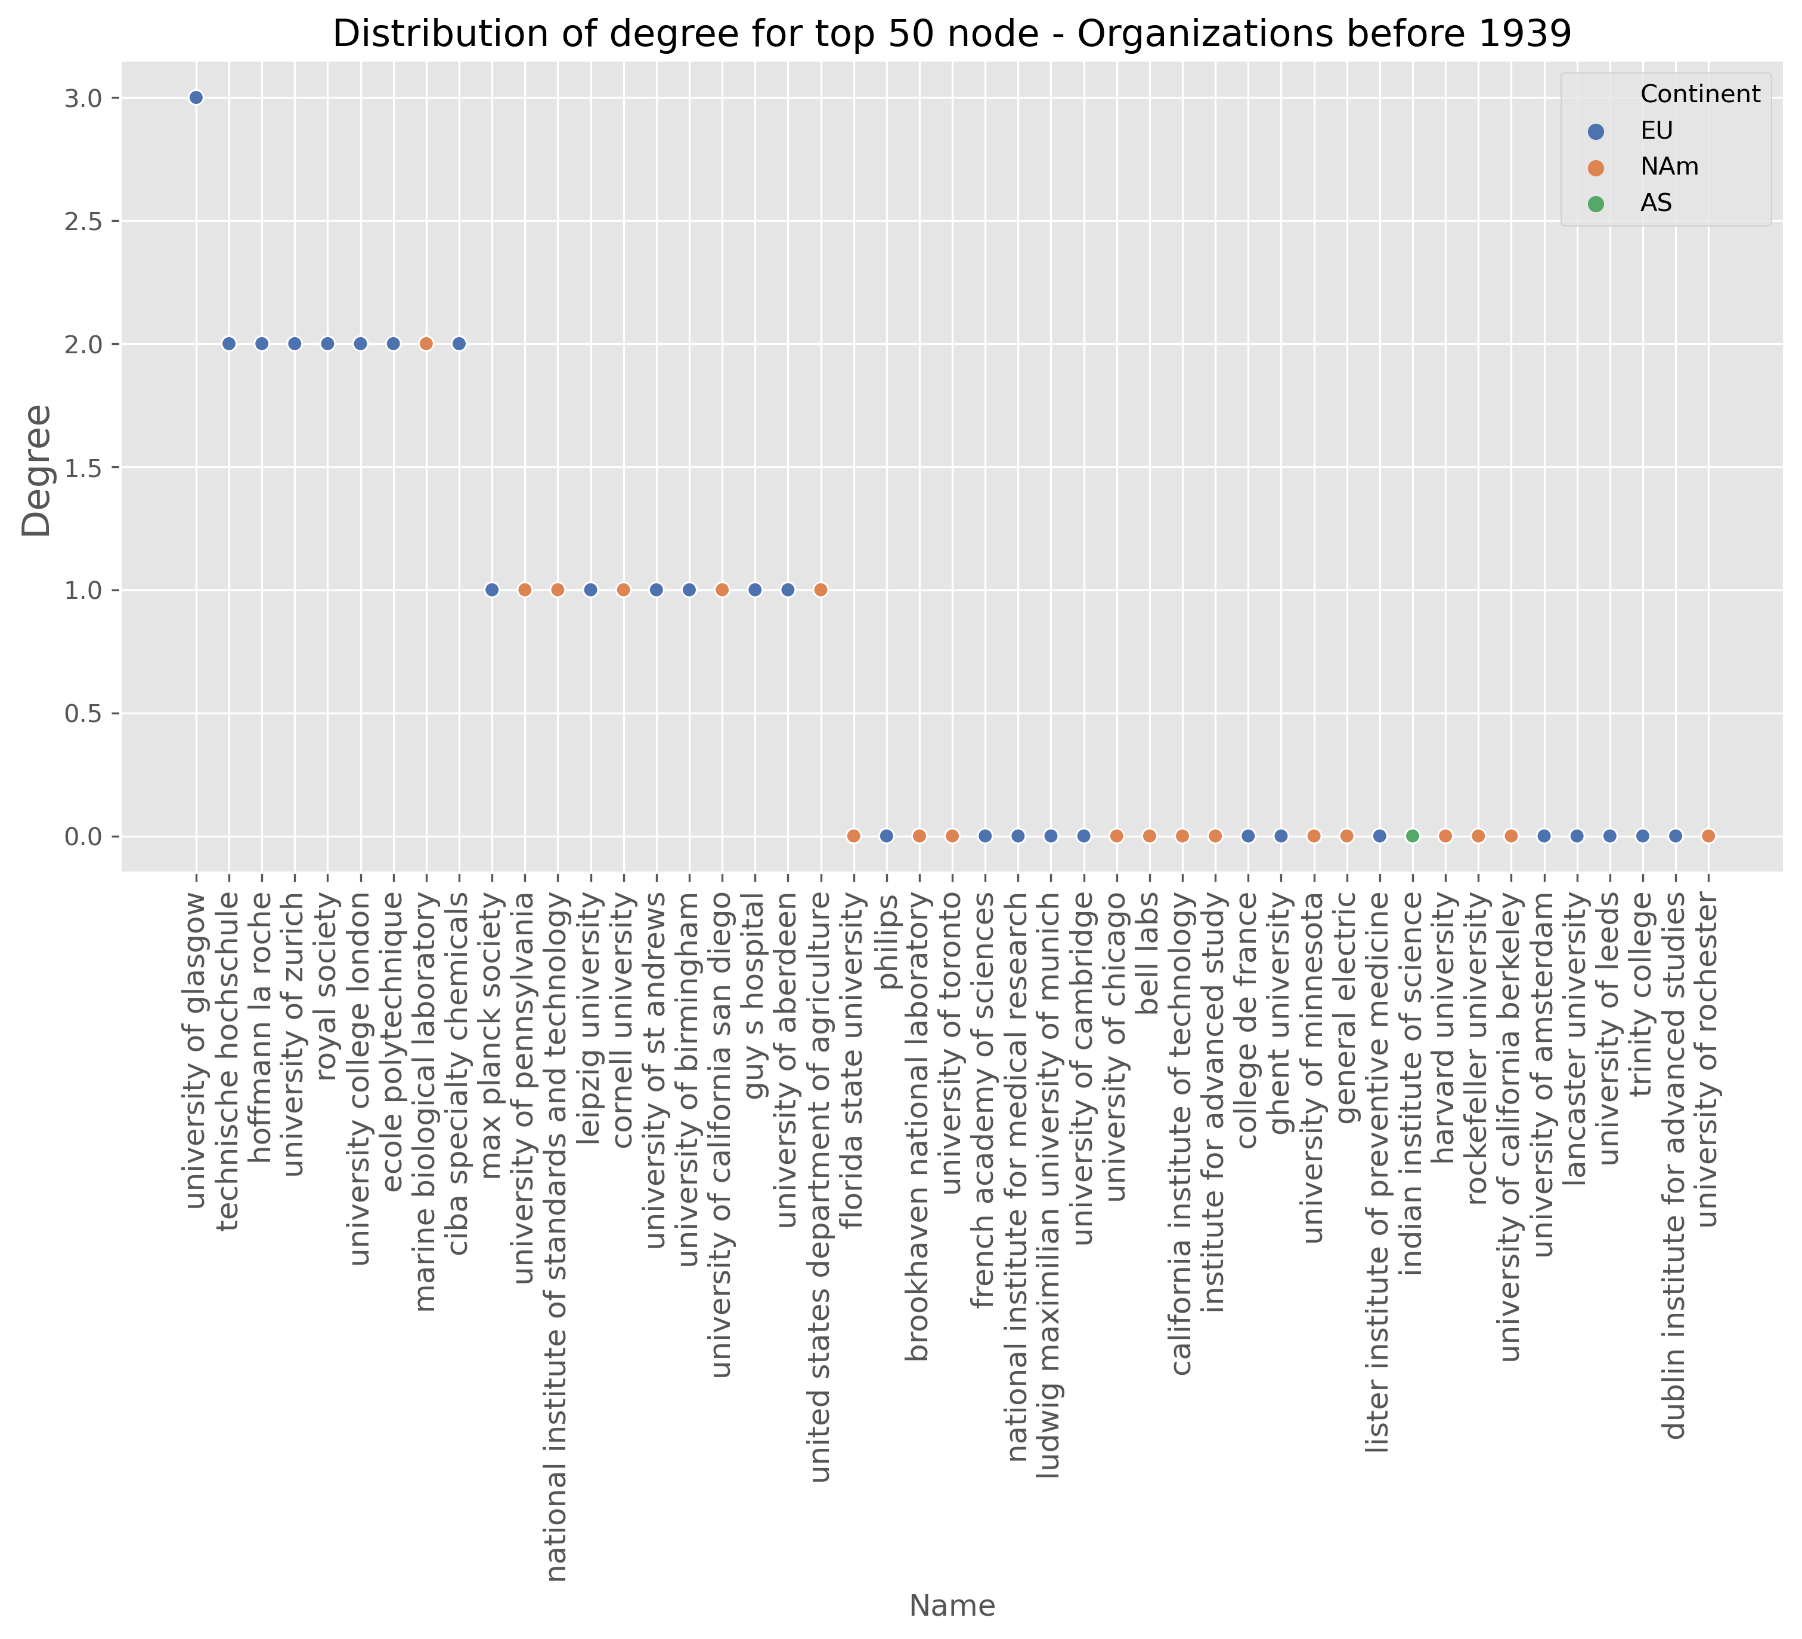 Distribution of degree for top 50 node - Organizations before 1939
Continent
EU
NAm
AS
Degree
3.0
2.5
2.0
1.5
1.0
0.5
0.0
university of glasgow
technische hochschule
hoffmann la roche
university of zurich
royal society
university college london
ecole polytechnique
marine biological laboratory
ciba specialty chemicals
max planck society
university of pennsylvania
national institute of standards and technology
leipzig university
cornell university
university of st andrews
university of birmingham
university of california san diego
guy s hospital
university of aberdeen
united states department of agriculture
florida state university
philips
brookhaven national laboratory
university of toronto
french academy of sciences
national institute for medical research
ludwig maximilian university of munich
university of cambridge
university of chicago
bell labs
california institute of technology
institute for advanced study
college de france
ghent university
university of minnesota
general electric
lister institute of preventive medicine
indian institute of science
harvard university
rockefeller university
university of california berkeley
university of amsterdam
lancaster university
university of leeds
trinity college
dublin institute for advanced studies
university of rochester
Name